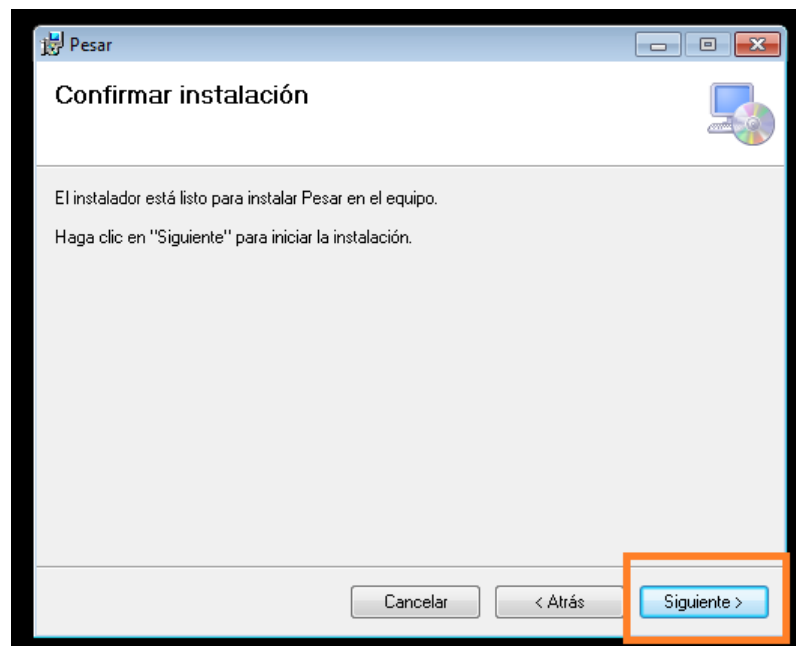 Pesar
Confirmar instalación
El instalador está listo para instalar Pesar en el equipo.
Haga clic en "Siguiente" para iniciar la instalación.
Cancelar
< Atrás
Siguiente >